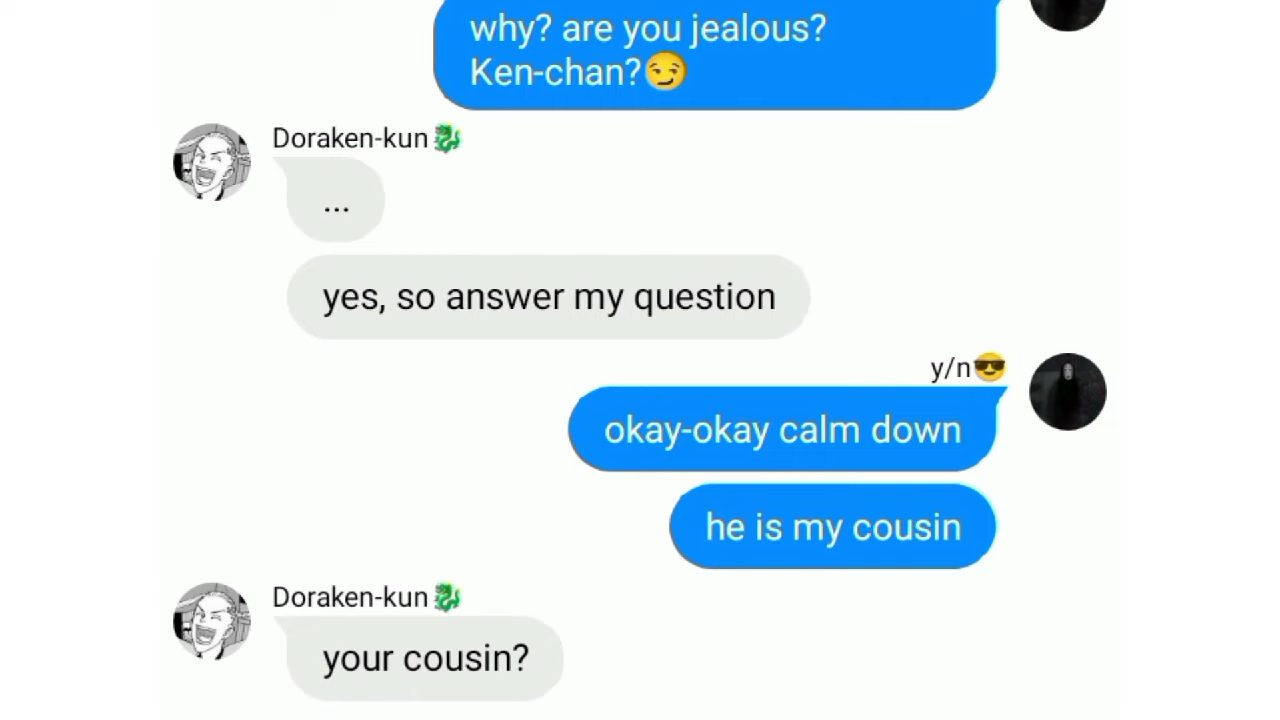 why? are you jealous?
Ken-chan?😏
Doraken-kun🐉
...
yes, so answer my question
y/n😎
okay-okay calm down
he is my cousin
Doraken-kun🐉
your cousin?